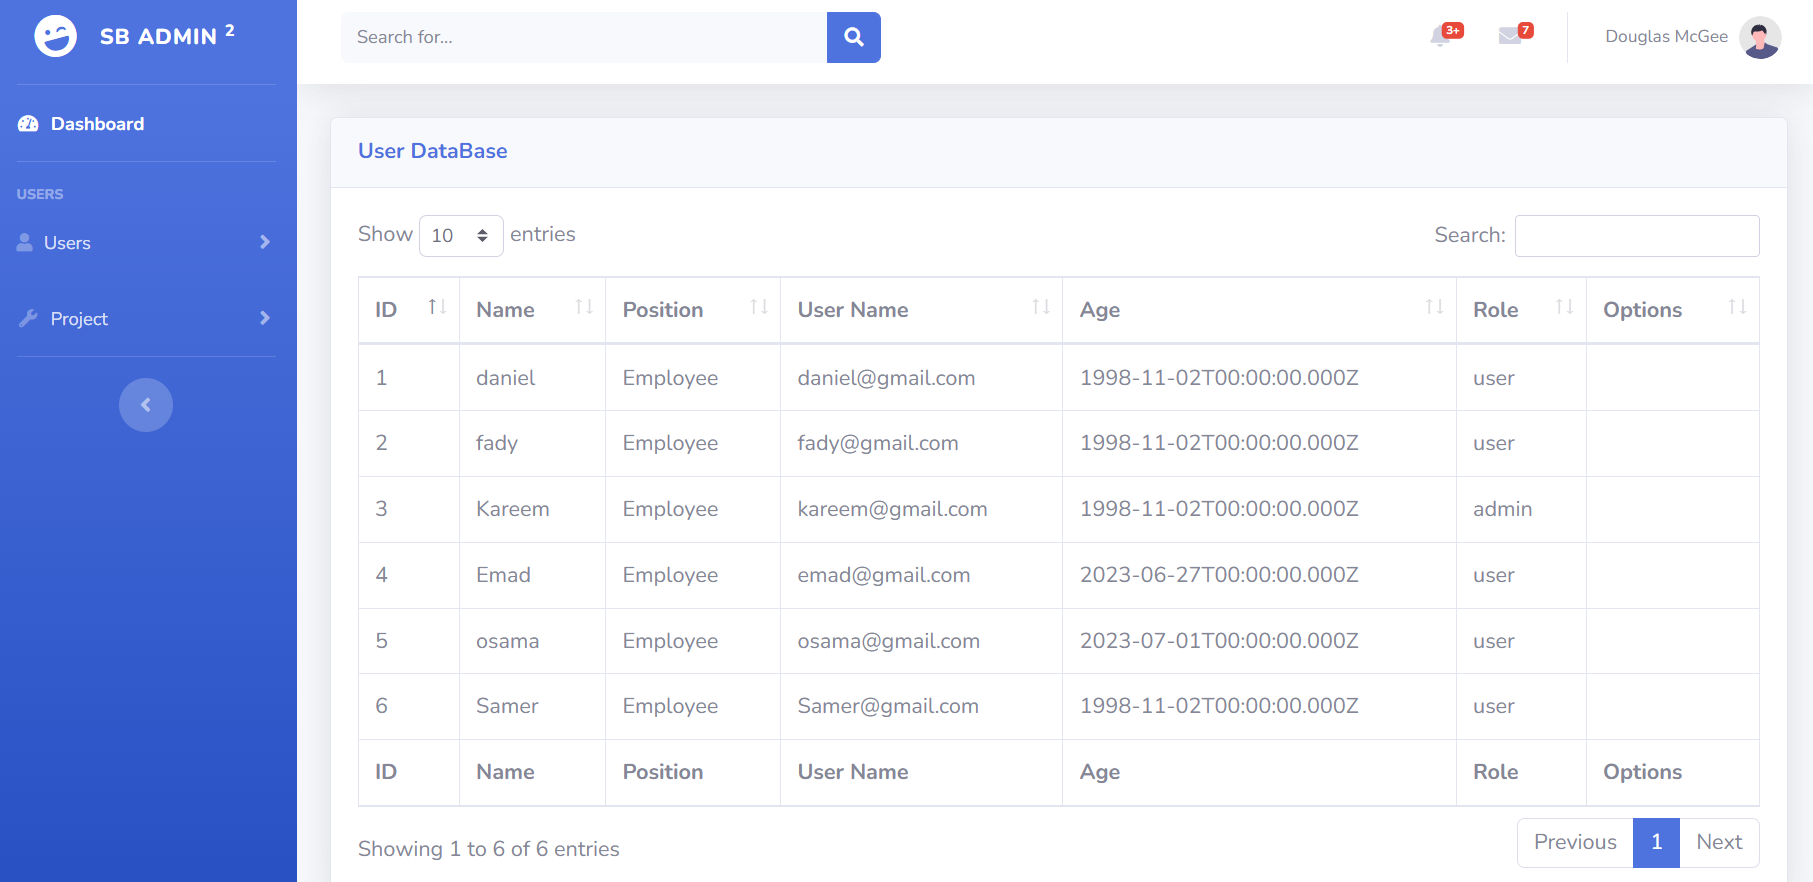 SB ADMIN 2
Dashboard
USERS
Users
Project
Search for...
3+
7
Douglas McGee
User DataBase
Show 10 entries
Search:
ID Name Position User Name Age Role Options
1 daniel Employee daniel@gmail.com 1998-11-02T00:00:00.000Z user
2 fady Employee fady@gmail.com 1998-11-02T00:00:00.000Z user
3 Kareem Employee kareem@gmail.com 1998-11-02T00:00:00.000Z admin
4 Emad Employee emad@gmail.com 2023-06-27T00:00:00.000Z user
5 osama Employee osama@gmail.com 2023-07-01T00:00:00.000Z user
6 Samer Employee Samer@gmail.com 1998-11-02T00:00:00.000Z user
ID Name Position User Name Age Role Options
Showing 1 to 6 of 6 entries
Previous 1 Next